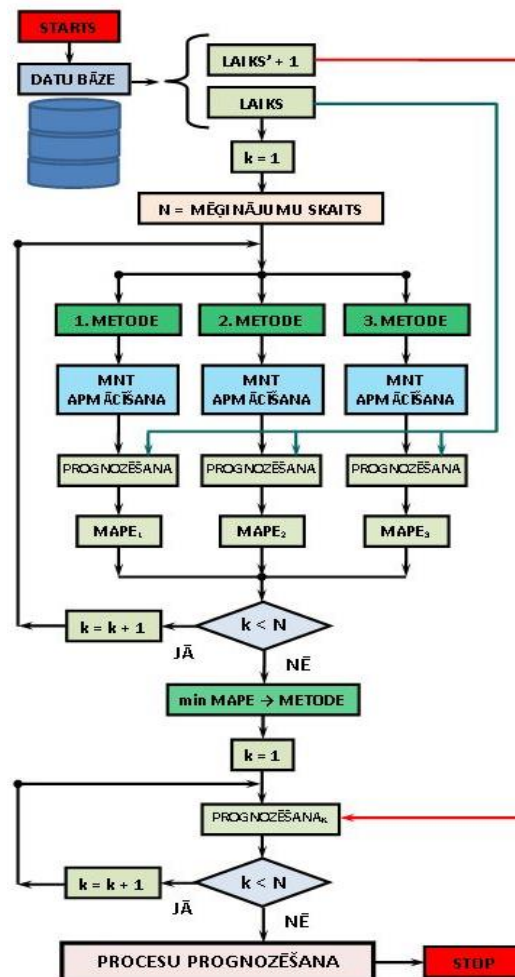 STARTS
DATU BĀZE
LAIKS' + 1
LAIKS
k = 1
N = MĒĢINĀJUMU SKAITS
1. METODE
2. METODE
3. METODE
MNT
APMĀCĪŠANA
MNT
APMĀCĪŠANA
MNT
APMĀCĪŠANA
PROGNOZĒŠANA
PROGNOZĒŠANA
PROGNOZĒŠANA
MAPE₁
MAPE₂
MAPE₃
k < N
k = k + 1
JĀ
NĒ
min MAPE → METODE
k = 1
PROGNOZĒŠANAₖ
k < N
k = k + 1
JĀ
NĒ
PROCESU PROGNOZĒŠANA
STOP